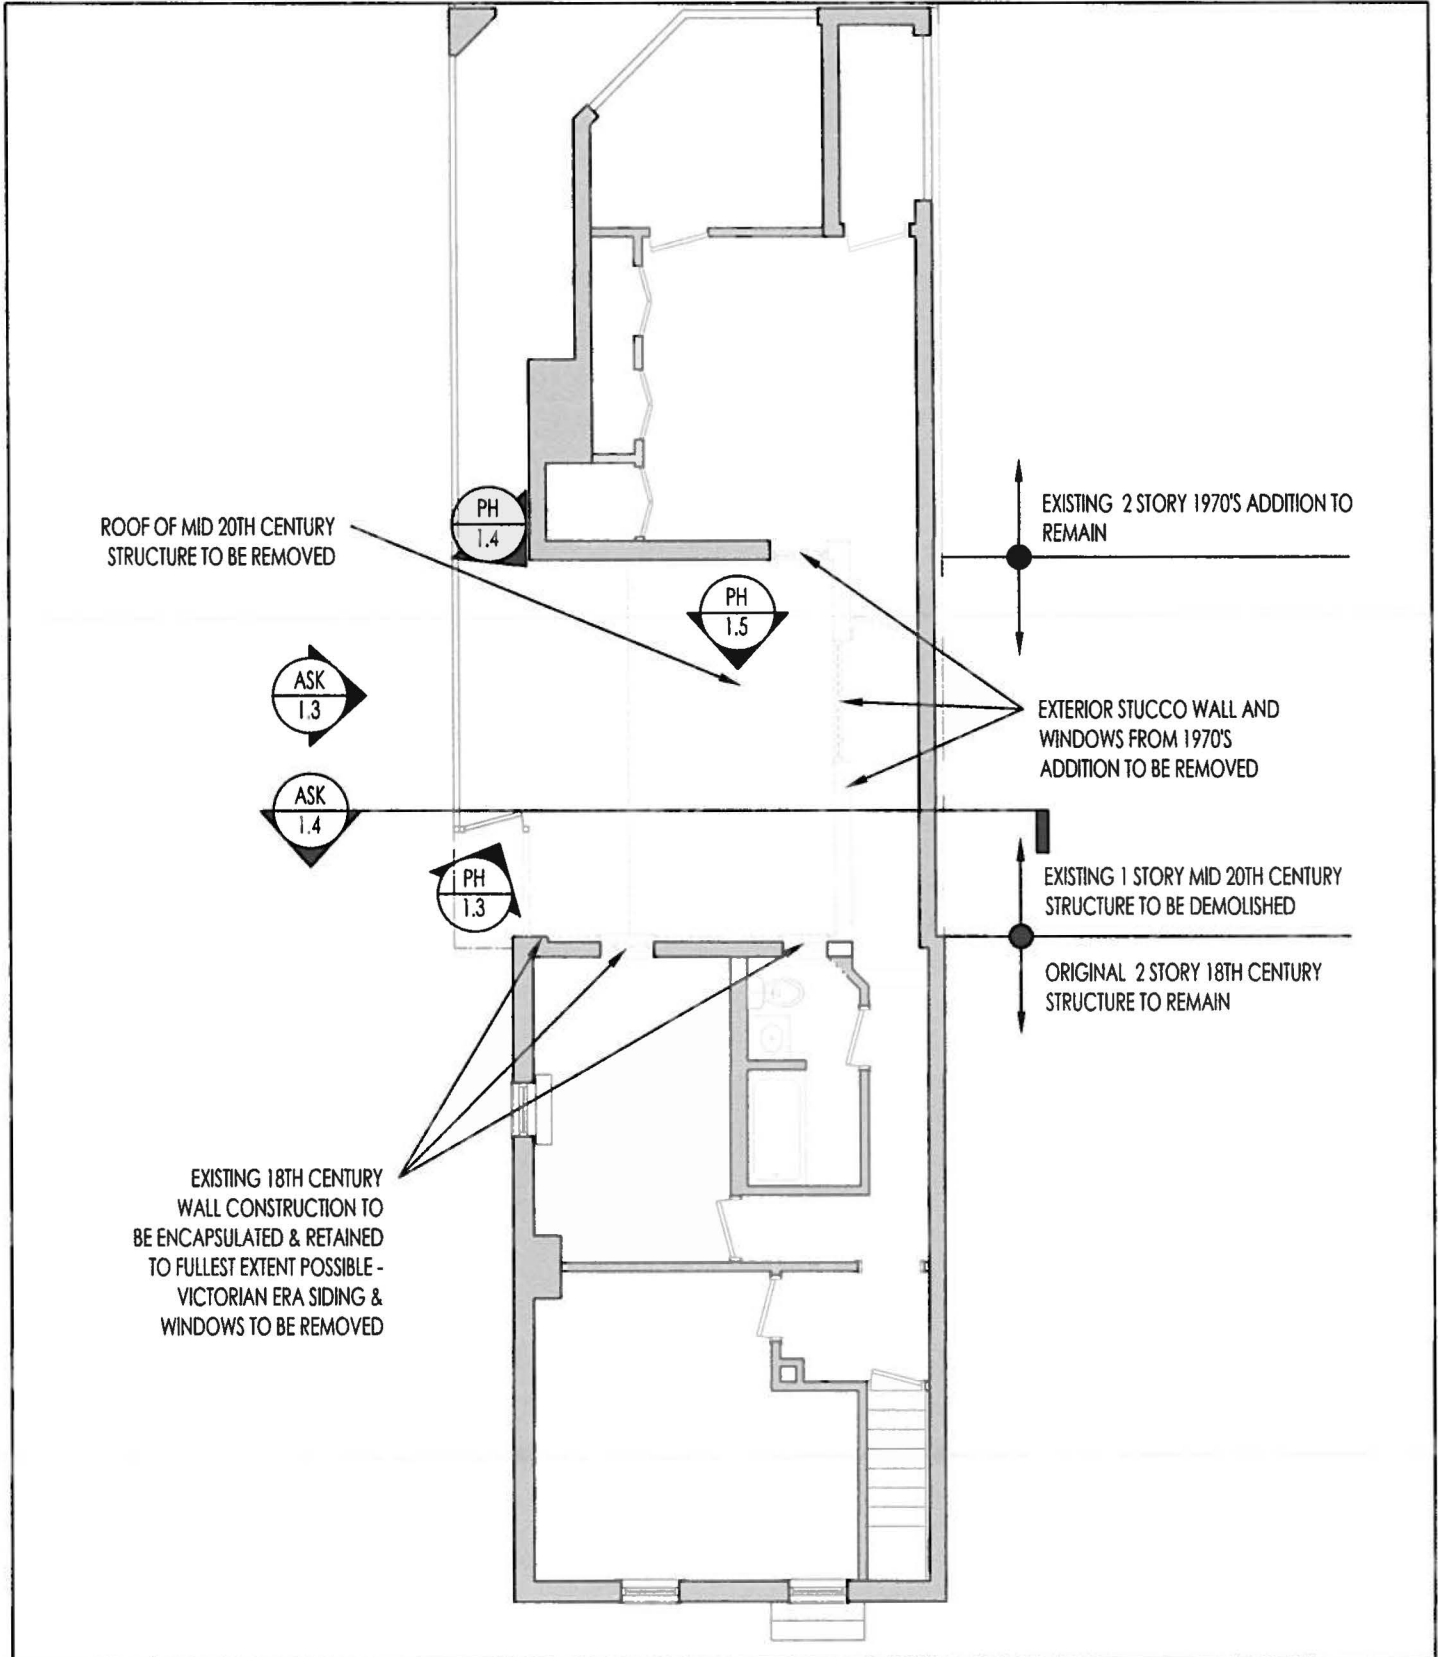 ROOF OF MID 20TH CENTURY
STRUCTURE TO BE REMOVED
PH
1.4
EXISTING 2 STORY 1970'S ADDITION TO
REMAIN
PH
1.5
ASK
1.3
EXTERIOR STUCCO WALL AND
WINDOWS FROM 1970'S
ADDITION TO BE REMOVED
ASK
1.4
PH
1.3
EXISTING 1 STORY MID 20TH CENTURY
STRUCTURE TO BE DEMOLISHED
ORIGINAL 2 STORY 18TH CENTURY
STRUCTURE TO REMAIN
EXISTING 18TH CENTURY
WALL CONSTRUCTION TO
BE ENCAPSULATED & RETAINED
TO FULLEST EXTENT POSSIBLE -
VICTORIAN ERA SIDING &
WINDOWS TO BE REMOVED